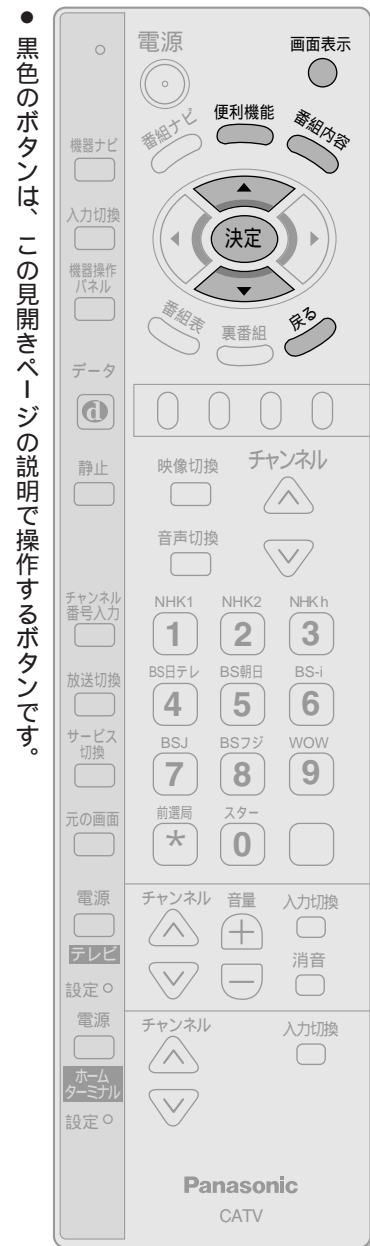 ● 黒色のボタンは、この見開きページの説明で操作するボタンです。
電源
画面表示
番組ナビ
便利機能
番組内容
機器ナビ
入力切換
決定
機器操作
パネル
番組表
裏番組
戻る
データ
d
静止
映像切換
チャンネル
音声切換
チャンネル
番号入力
NHK1
NHK2
NHKh
1
2
3
放送切換
BS日テレ
BS朝日
BS-i
4
5
6
サービス
切換
BSJ
BSフジ
WOW
7
8
9
元の画面
前選局
スター
*
0
電源
テレビ
設定
チャンネル
音量
入力切換
+
−
消音
電源
ホーム
ターミナル
設定
チャンネル
入力切換
Panasonic
CATV